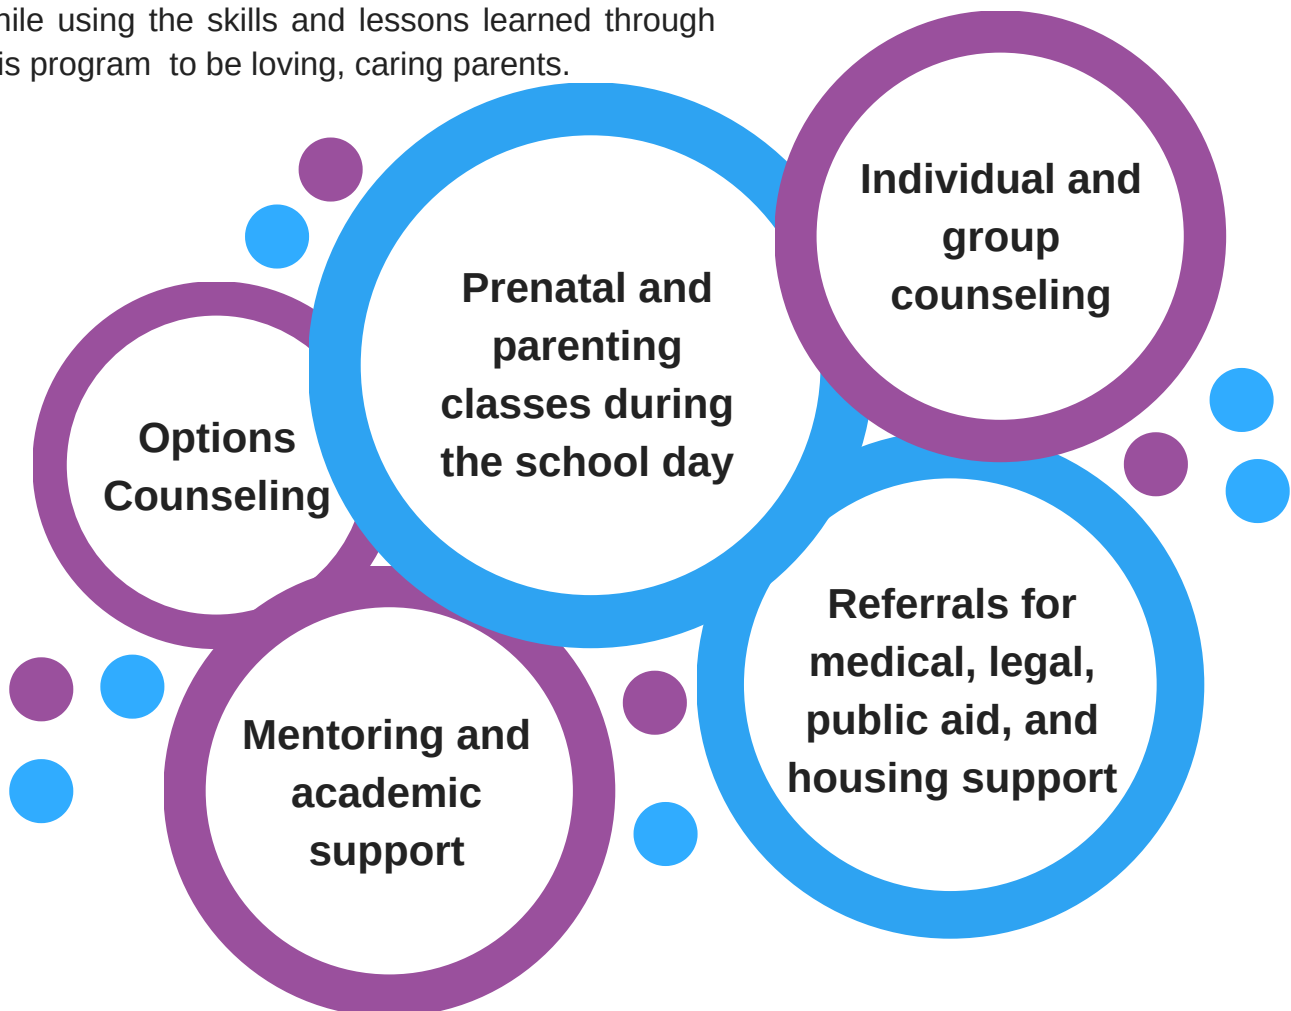 using the skills and lessons learned through
program to be loving, caring parents.
Individual and
group
counseling
Prenatal and
parenting
classes during
the school day
Options
Counseling
Referrals for
medical, legal,
public aid, and
housing support
Mentoring and
academic
support